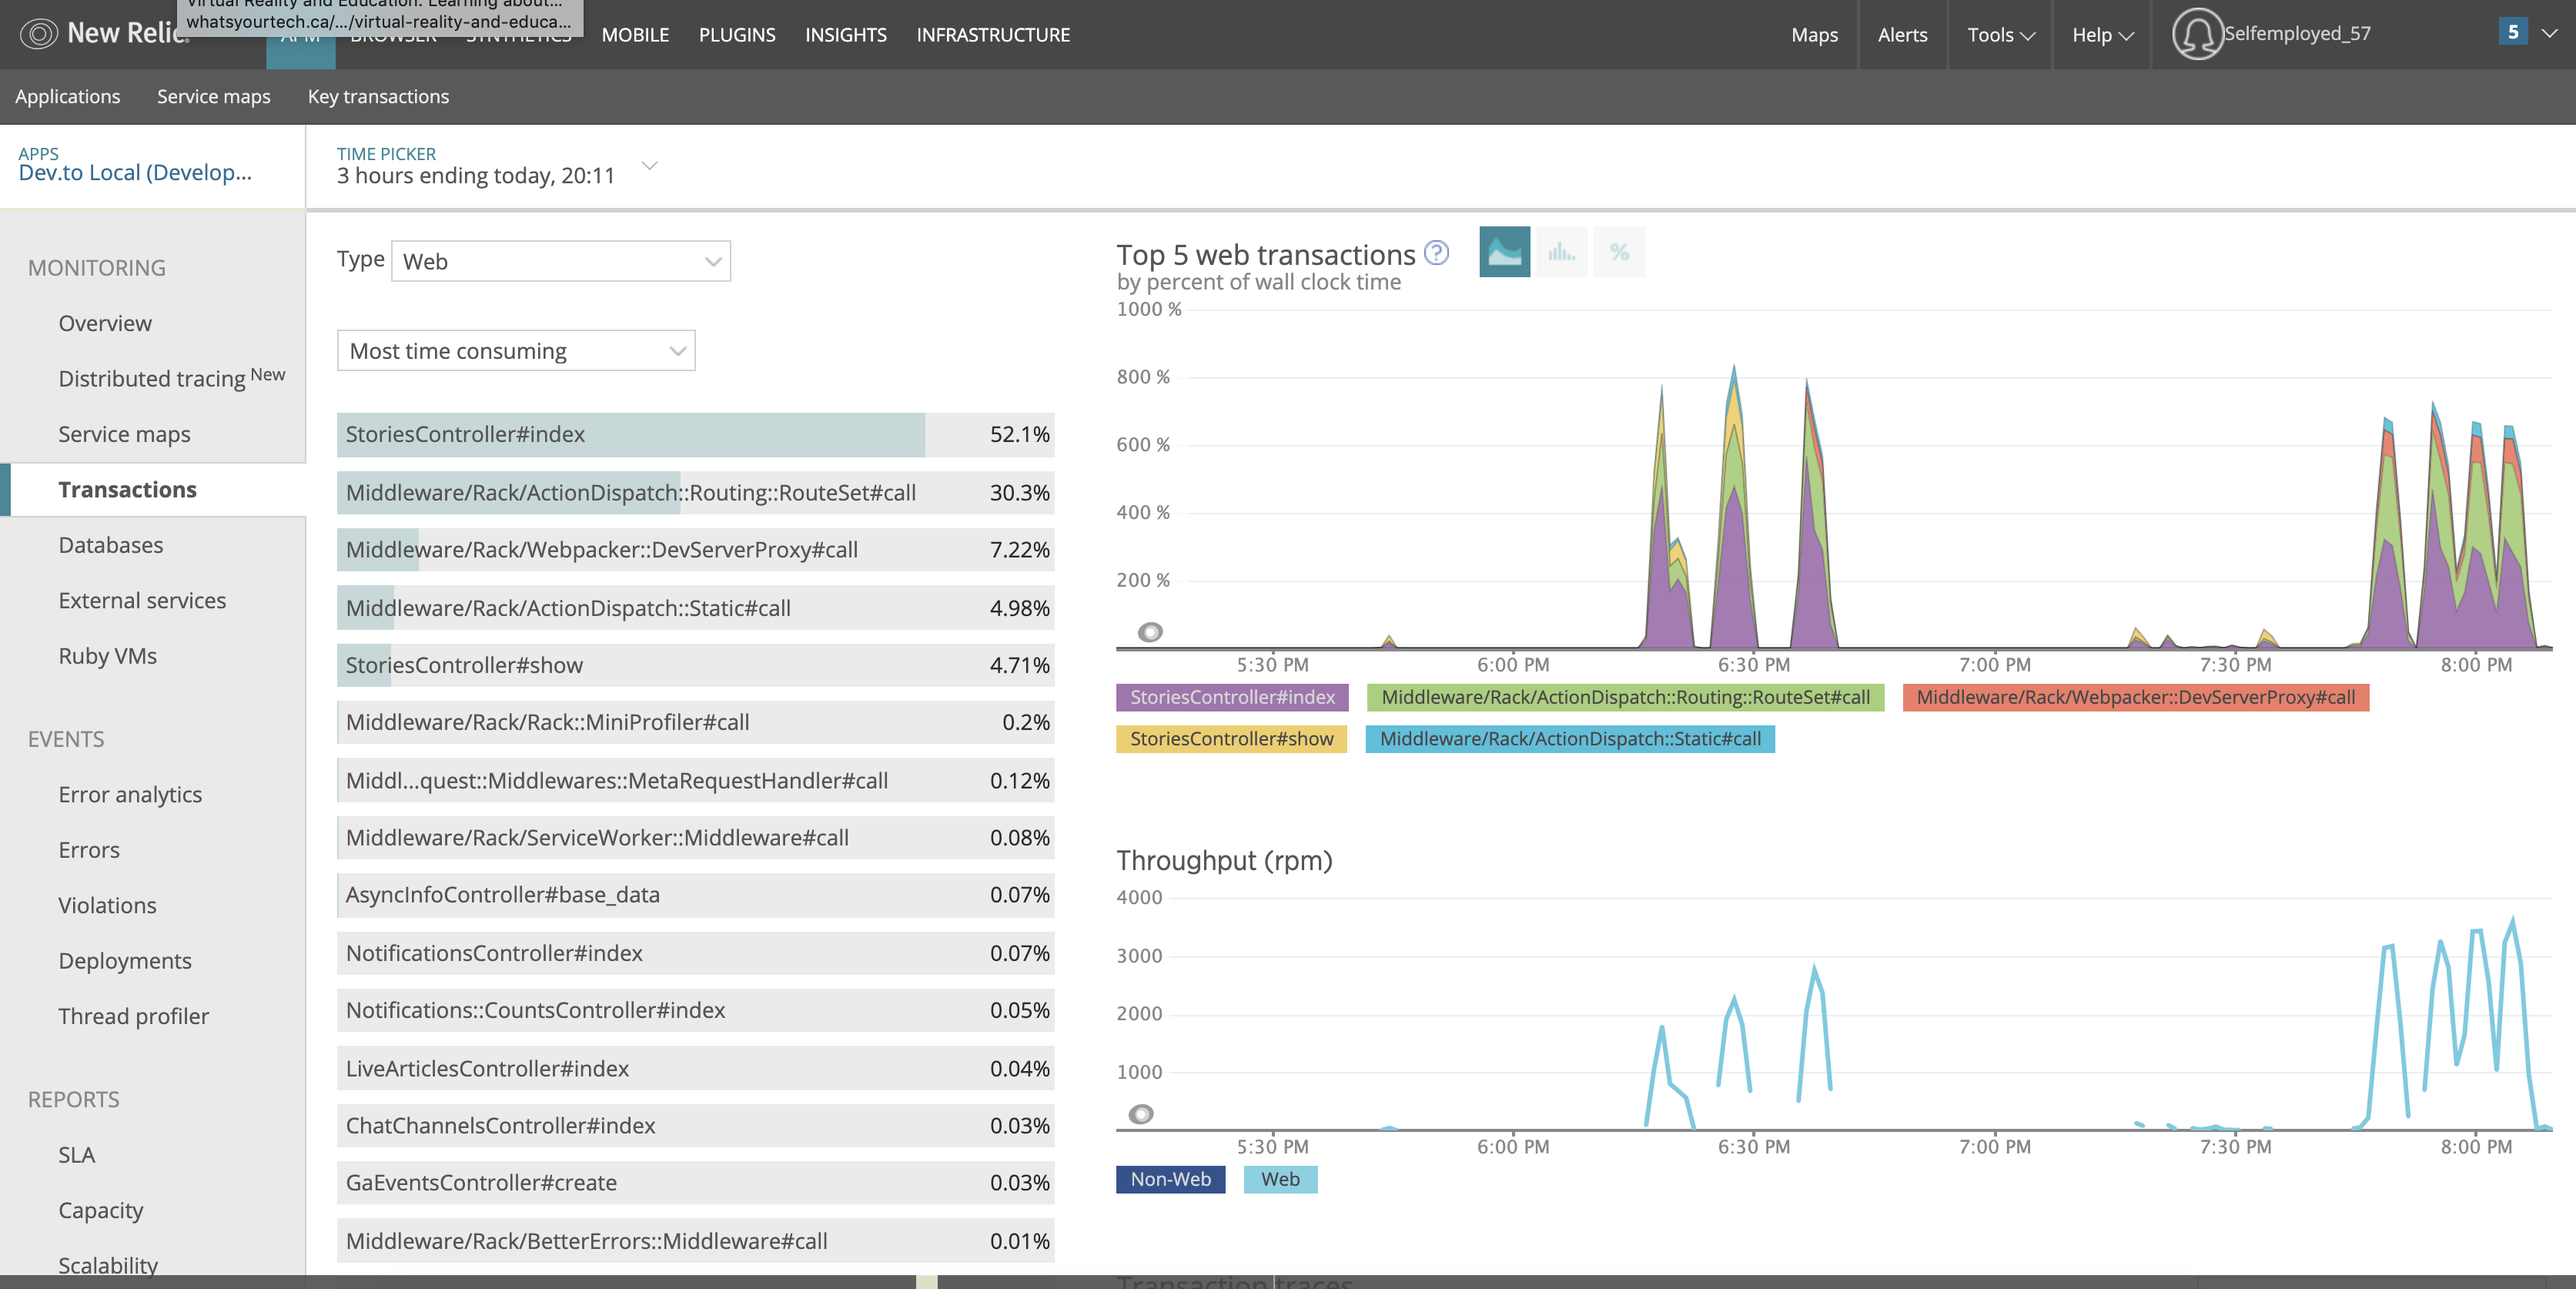 Virtual Reality and Education: Learning about...
whatsyourtech.ca/.../virtual-reality-and-educa...
New Relic.
APM BROWSER SYNTHETICS MOBILE PLUGINS INSIGHTS INFRASTRUCTURE
Maps Alerts Tools Help Selfemployed_57 5
Applications Service maps Key transactions
APPS
Dev.to Local (Develop...
TIME PICKER
3 hours ending today, 20:11
MONITORING
Overview
Distributed tracing New
Service maps
Transactions
Databases
External services
Ruby VMs
EVENTS
Error analytics
Errors
Violations
Deployments
Thread profiler
REPORTS
SLA
Capacity
Scalability
Type Web
Most time consuming
StoriesController#index 52.1%
Middleware/Rack/ActionDispatch::Routing::RouteSet#call 30.3%
Middleware/Rack/Webpacker::DevServerProxy#call 7.22%
Middleware/Rack/ActionDispatch::Static#call 4.98%
StoriesController#show 4.71%
Middleware/Rack/Rack::MiniProfiler#call 0.2%
Middl...quest::Middlewares::MetaRequestHandler#call 0.12%
Middleware/Rack/ServiceWorker::Middleware#call 0.08%
AsyncInfoController#base_data 0.07%
NotificationsController#index 0.07%
Notifications::CountsController#index 0.05%
LiveArticlesController#index 0.04%
ChatChannelsController#index 0.03%
GaEventsController#create 0.03%
Middleware/Rack/BetterErrors::Middleware#call 0.01%
Top 5 web transactions ? %
by percent of wall clock time
1000 %
800 %
600 %
400 %
200 %
5:30 PM 6:00 PM 6:30 PM 7:00 PM 7:30 PM 8:00 PM
StoriesController#index Middleware/Rack/ActionDispatch::Routing::RouteSet#call Middleware/Rack/Webpacker::DevServerProxy#call
StoriesController#show Middleware/Rack/ActionDispatch::Static#call
Throughput (rpm)
4000
3000
2000
1000
5:30 PM 6:00 PM 6:30 PM 7:00 PM 7:30 PM 8:00 PM
Non-Web Web
Transaction traces